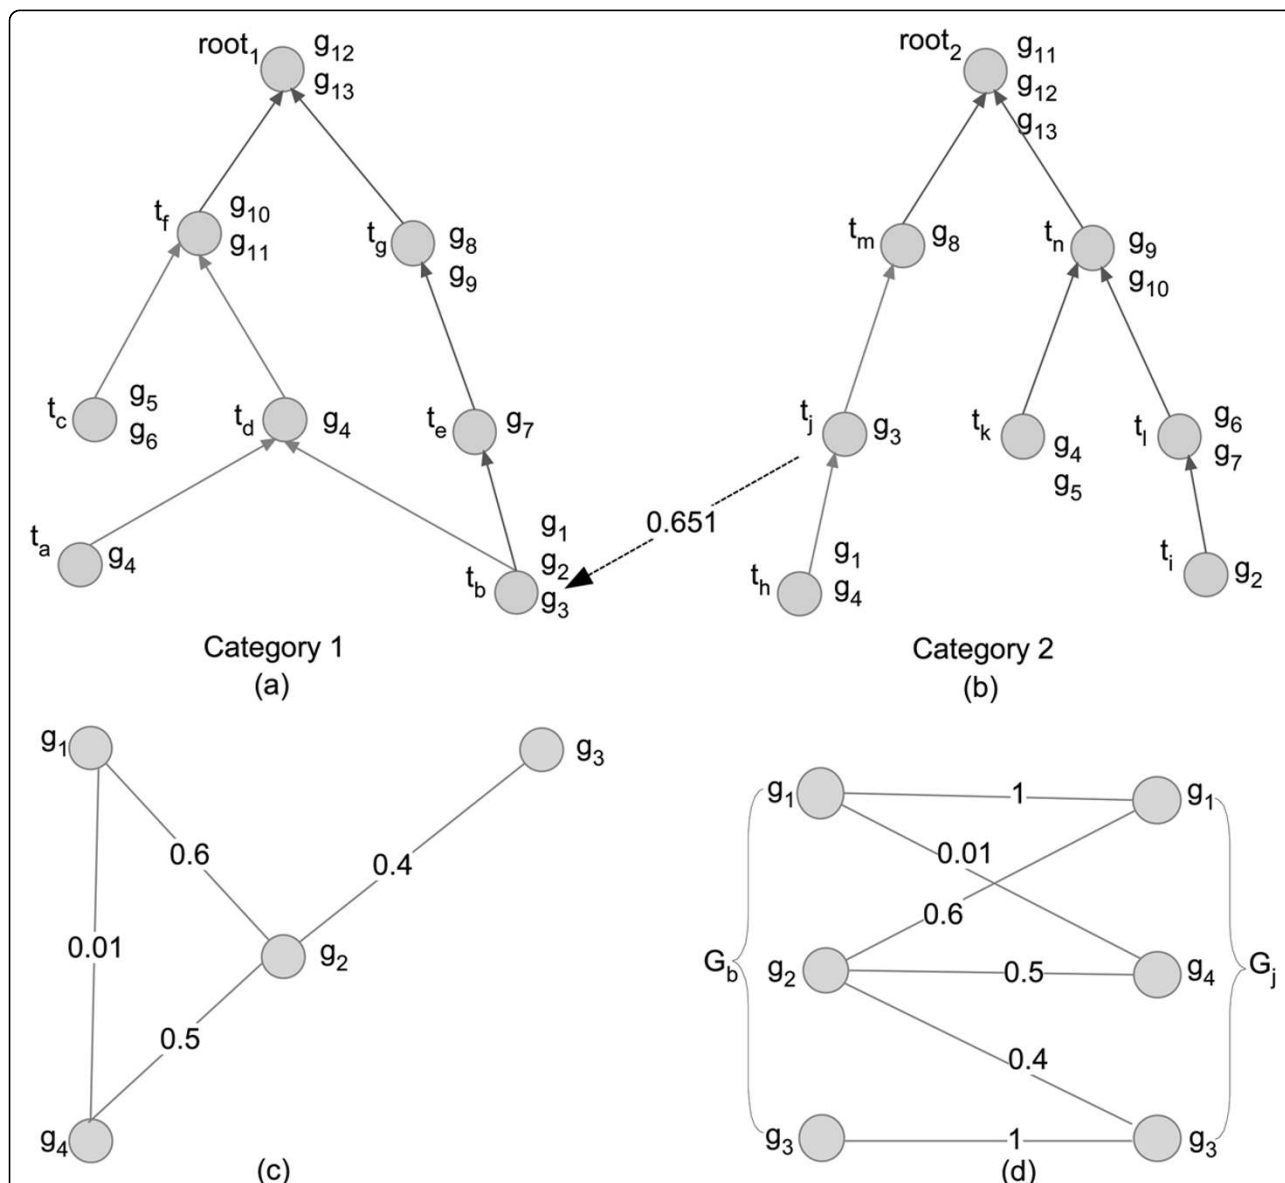 root1 g12
g13
root2 g11
g12
g13
tf g10
g11
tg g8
g9
tm g8
tn g9
g10
tc g5
g6
td g4
te g7
tj g3
tk g4
g5
tl g6
g7
ta g4
tb g1
g2
g3
0.651
th g1
g4
ti g2
Category 1
(a)
Category 2
(b)
g1
g3
0.6
0.4
0.01
g2
0.5
g4
(c)
g1 1 g1
0.01
0.6
Gb g2 0.5 g4 Gj
0.4
g3 1 g3
(d)